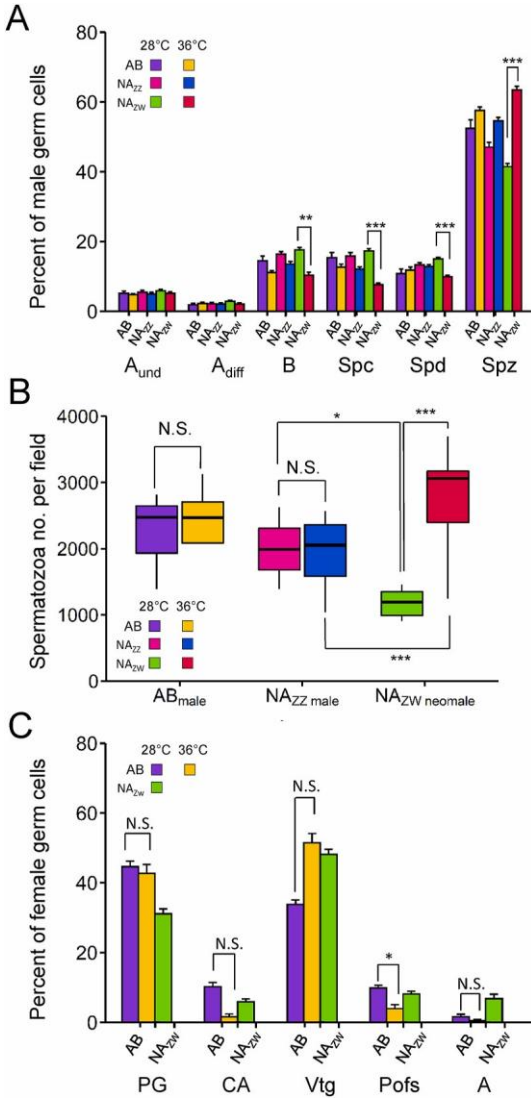 A
Percent of male germ cells
80
60
40
20
0
28°C 36°C
AB
NAzz
NAzw
**
***
***
***
AB NAZZ NAZW AB NAZZ NAZW AB NAZZ NAZW AB NAZZ NAZW AB NAZZ NAZW AB NAZZ NAZW
Aund Adiff B Spc Spd Spz
B
Spermatozoa no. per field
4000
3000
2000
1000
0
N.S.
*
N.S.
***
***
28°C 36°C
AB
NAzz
NAzw
ABmale NAZZ male NAZW neomale
C
Percent of female germ cells
80
60
40
20
0
28°C 36°C
AB
NAZw
N.S.
N.S.
N.S.
*
N.S.
AB NAZW AB NAZW AB NAZW AB NAZW AB NAZW
PG CA Vtg Pofs A